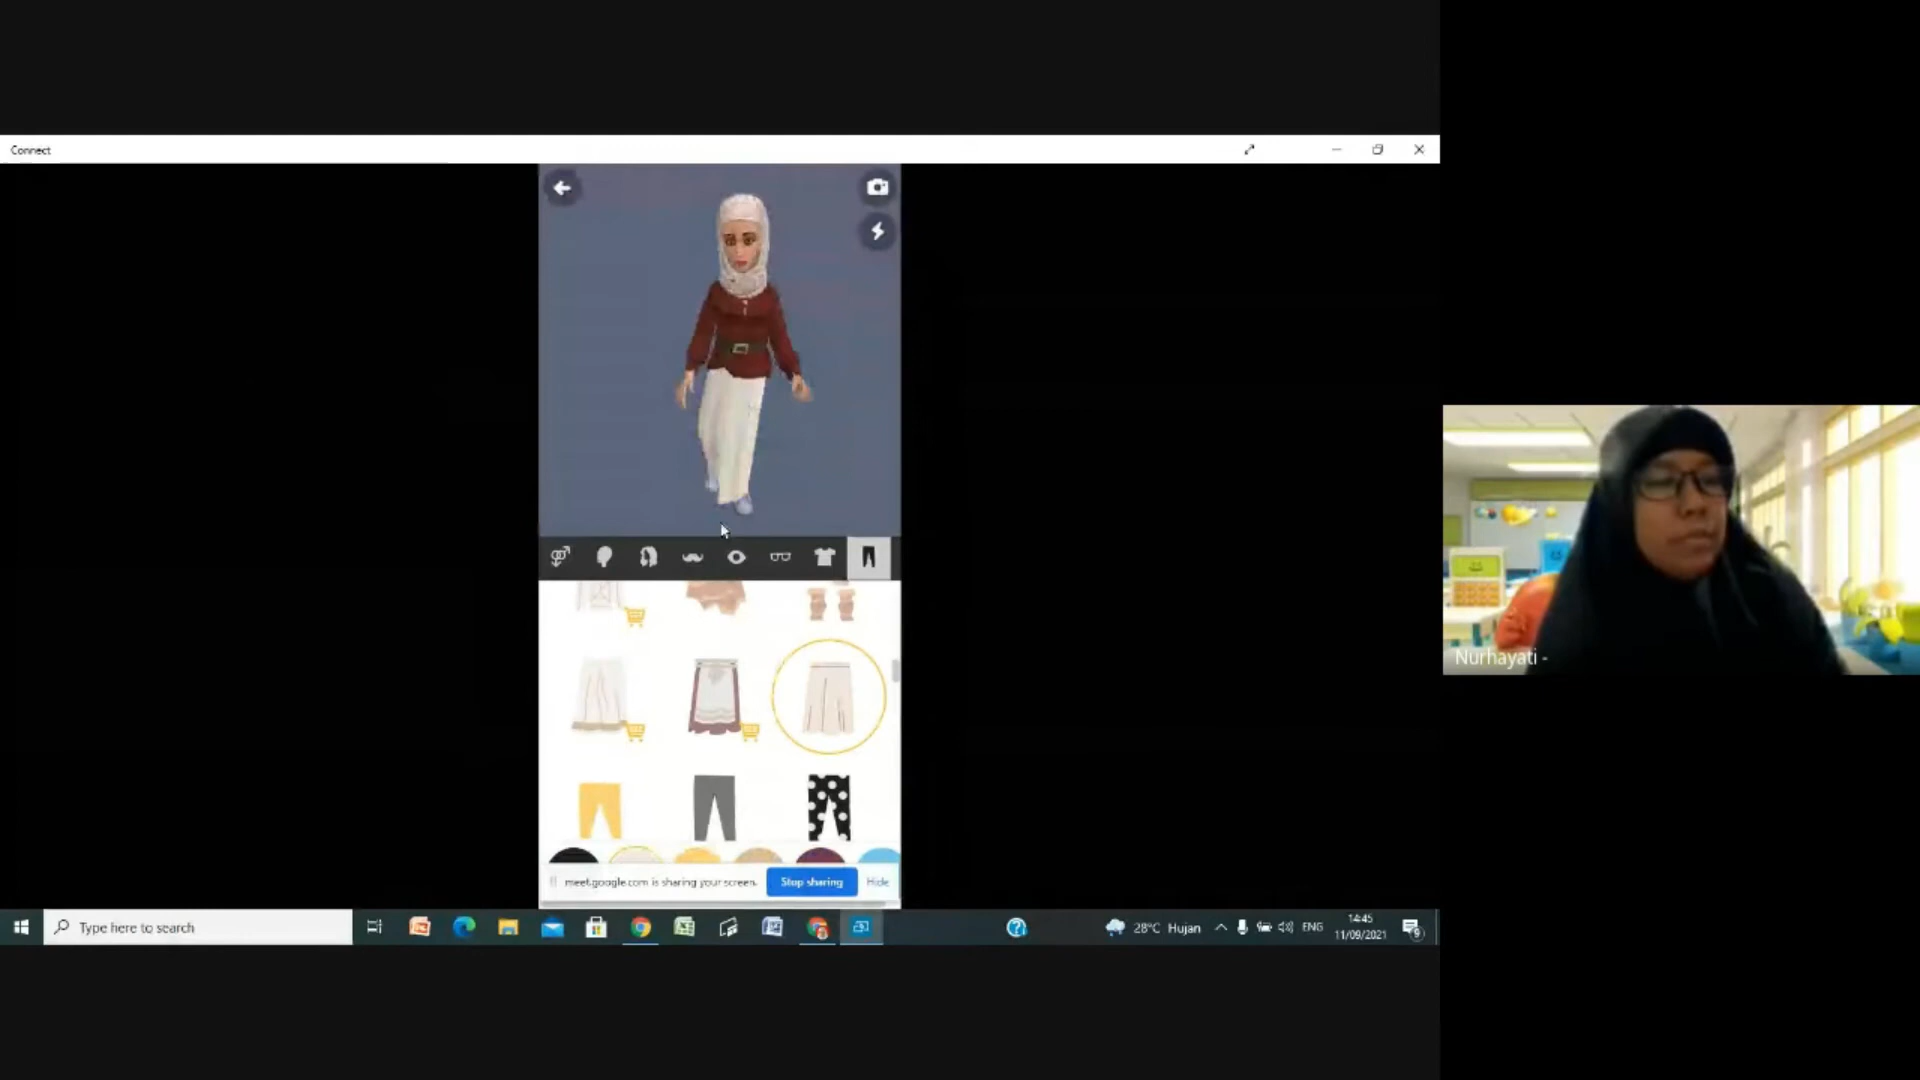 Connect
Nurhayati -
meet.google.com is sharing your screen.
Stop sharing
Hide
Type here to search
28°C Hujan
ENG
14:45
11/09/2021
9